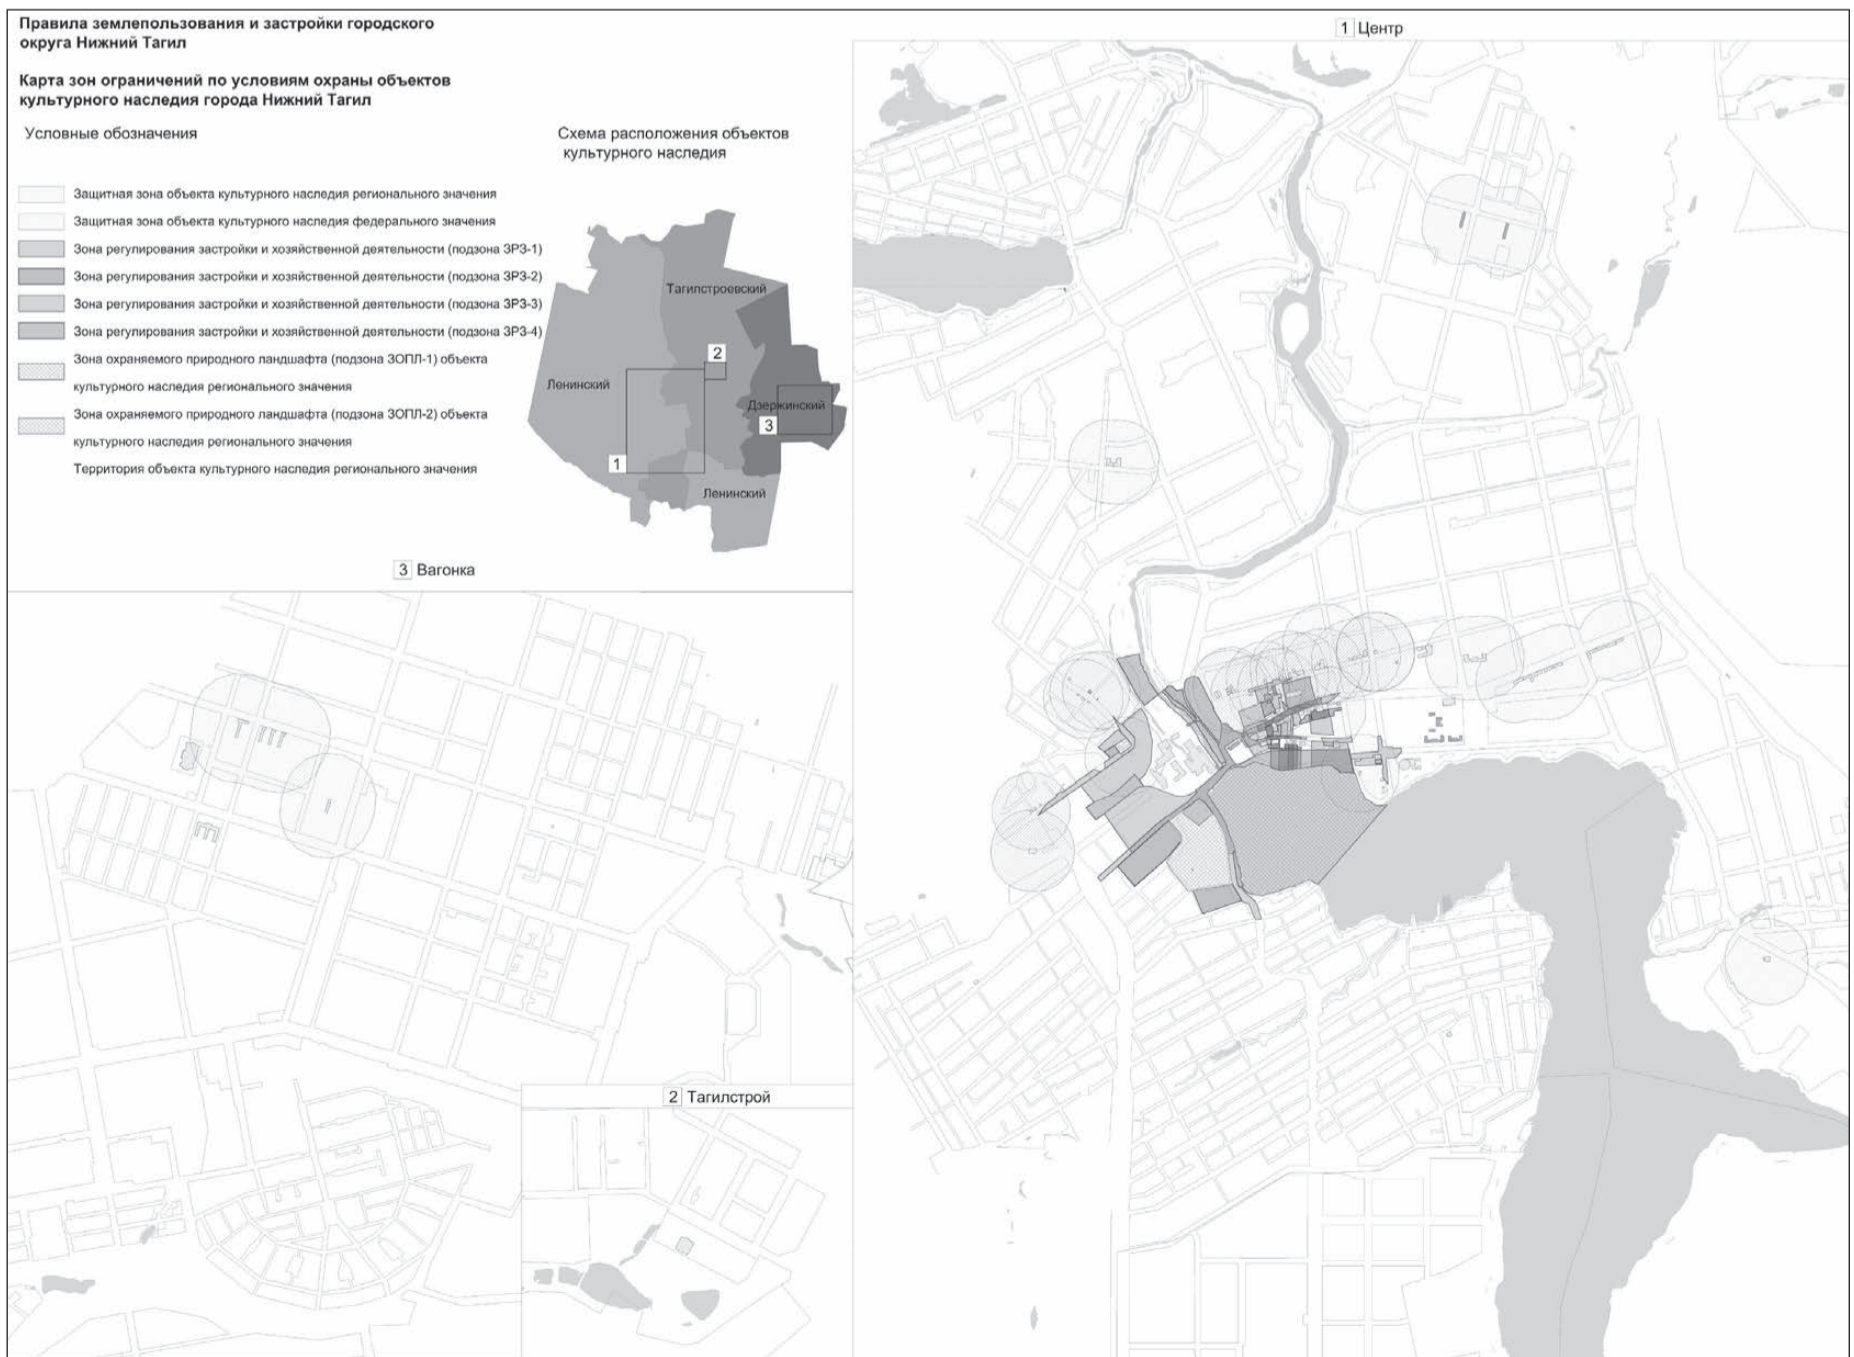 Правила землепользования и застройки городского
округа Нижний Тагил
Карта зон ограничений по условиям охраны объектов
культурного наследия города Нижний Тагил
Условные обозначения
Защитная зона объекта культурного наследия регионального значения
Защитная зона объекта культурного наследия федерального значения
Зона регулирования застройки и хозяйственной деятельности (подзона ЗРЗ-1)
Зона регулирования застройки и хозяйственной деятельности (подзона ЗРЗ-2)
Зона регулирования застройки и хозяйственной деятельности (подзона ЗРЗ-3)
Зона регулирования застройки и хозяйственной деятельности (подзона ЗРЗ-4)
Зона охраняемого природного ландшафта (подзона ЗОПЛ-1) объекта
культурного наследия регионального значения
Зона охраняемого природного ландшафта (подзона ЗОПЛ-2) объекта
культурного наследия регионального значения
Территория объекта культурного наследия регионального значения
Схема расположения объектов
культурного наследия
Тагилстроевский
2
Ленинский
Дзержинский
3
1
Ленинский
3 Вагонка
2 Тагилстрой
1 Центр